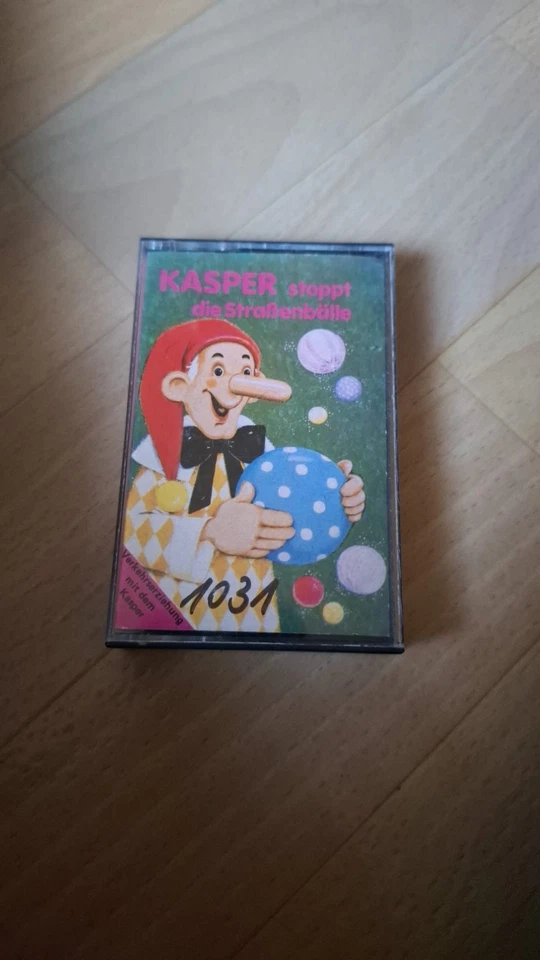 KASPER stoppt
die Straßenbälle
Verkehrserziehung
mit dem
Kasper
1031